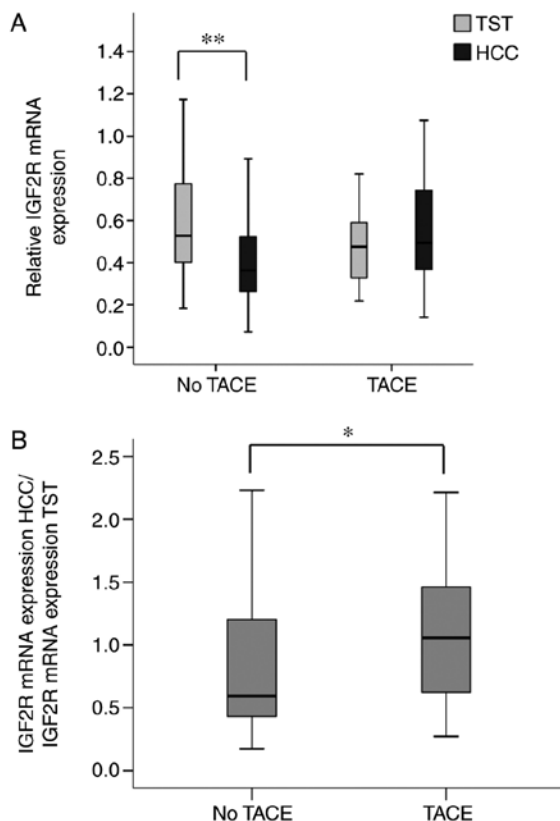 A
TST
HCC
**
1.4
1.2
1.0
0.8
0.6
0.4
0.2
0.0
Relative IGF2R mRNA
expression
No TACE TACE
B
*
2.5
2.0
1.5
1.0
0.5
0.0
IGF2R mRNA expression HCC/
IGF2R mRNA expression TST
No TACE TACE